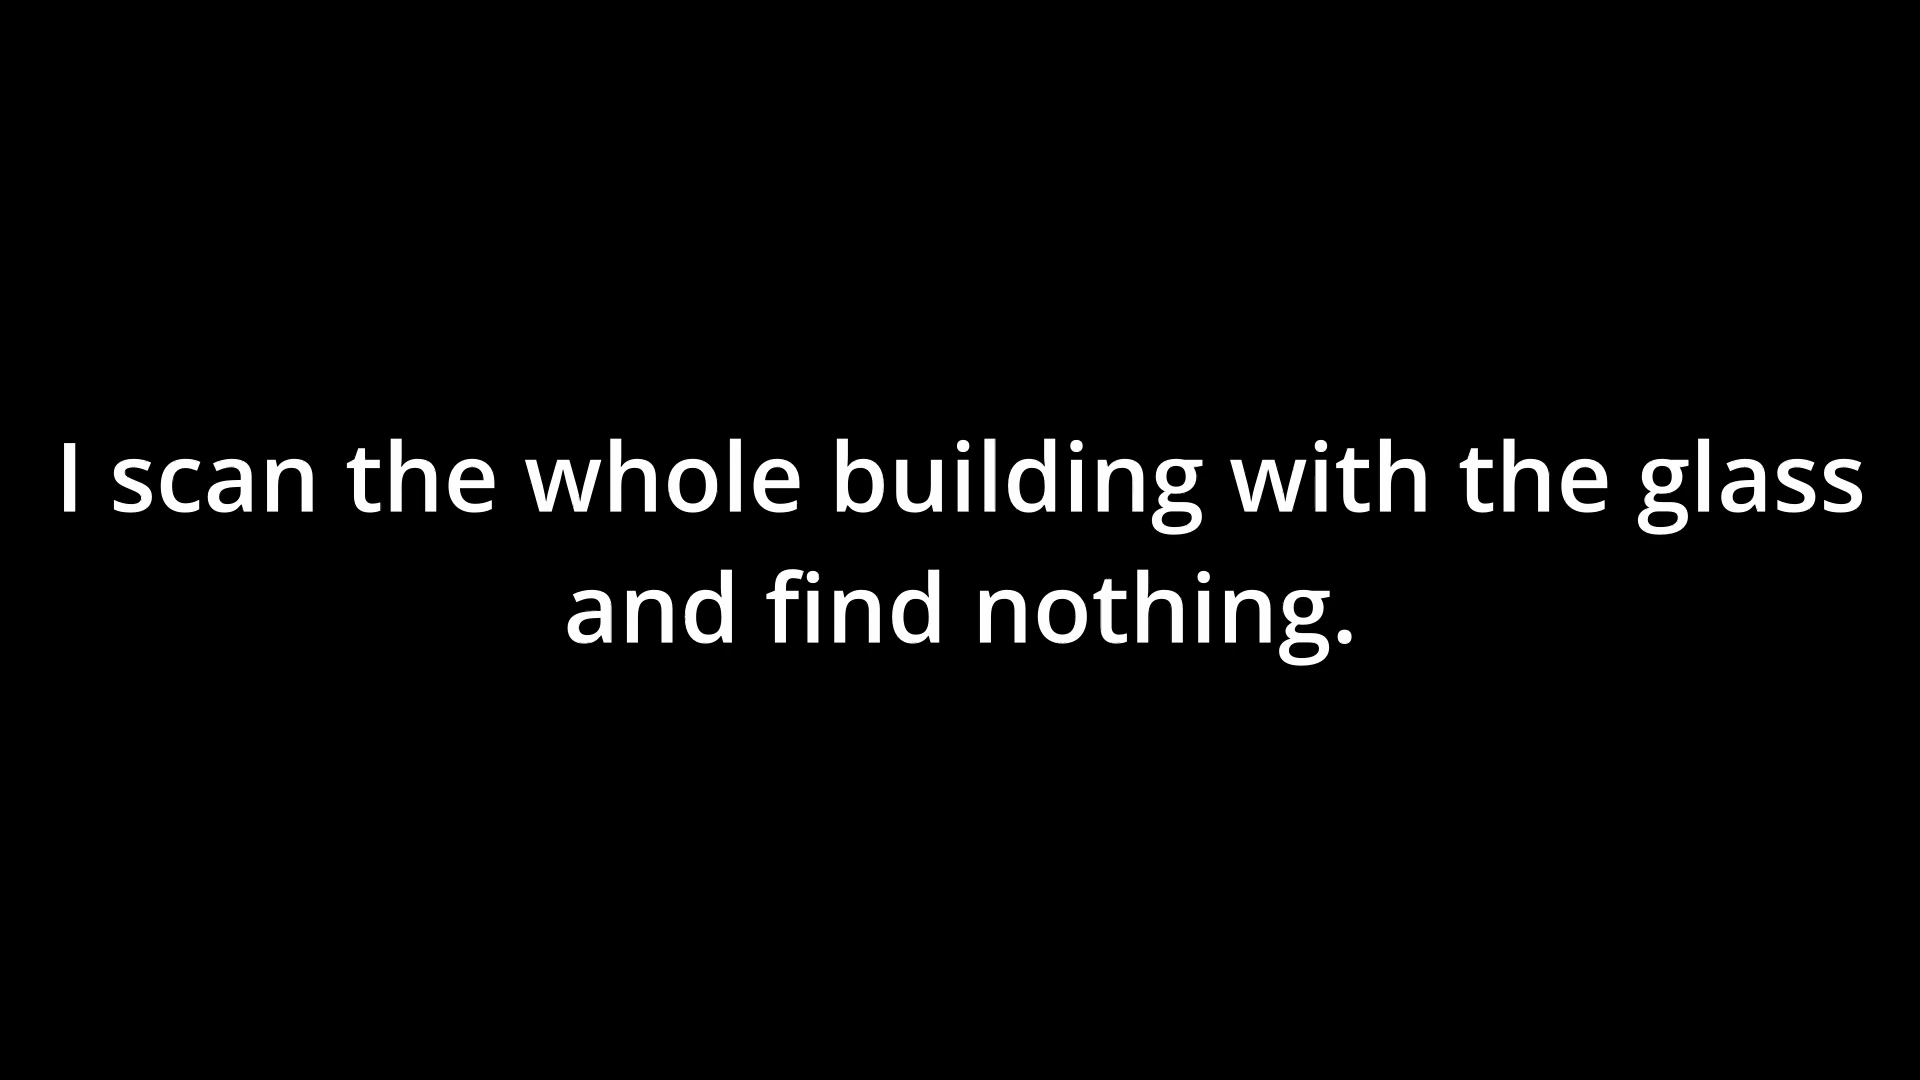 I scan the whole building with the glass
and find nothing.